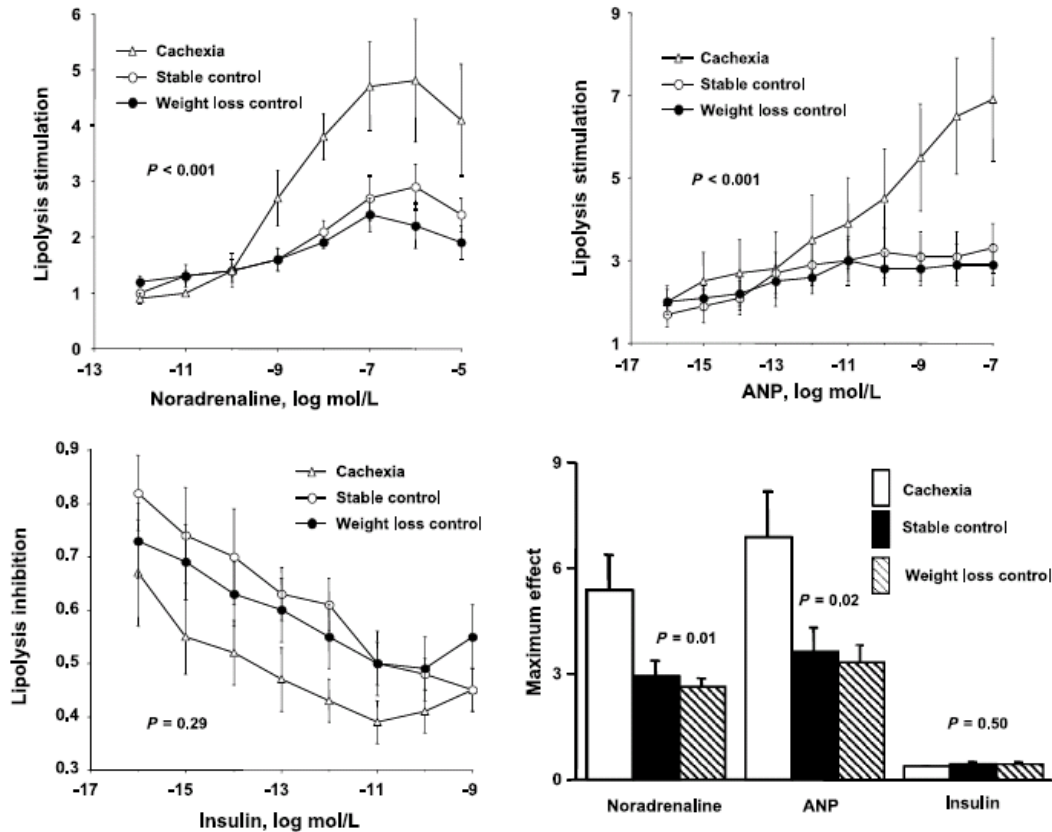 6
5
4
3
2
1
0
Lipolysis stimulation
Cachexia
Stable control
Weight loss control
P < 0.001
-13
-11
-9
-7
-5
Noradrenaline, log mol/L
9
7
5
3
1
Lipolysis stimulation
Cachexia
Stable control
Weight loss control
P < 0.001
-17
-15
-13
-11
-9
-7
ANP, log mol/L
0.9
0.8
0.7
0.6
0.5
0.4
0.3
Lipolysis inhibition
Cachexia
Stable control
Weight loss control
P = 0.29
-17
-15
-13
-11
-9
Insulin, log mol/L
9
6
3
0
Maximum effect
Cachexia
Stable control
Weight loss control
P = 0.01
P = 0.02
P = 0.50
Noradrenaline
ANP
Insulin